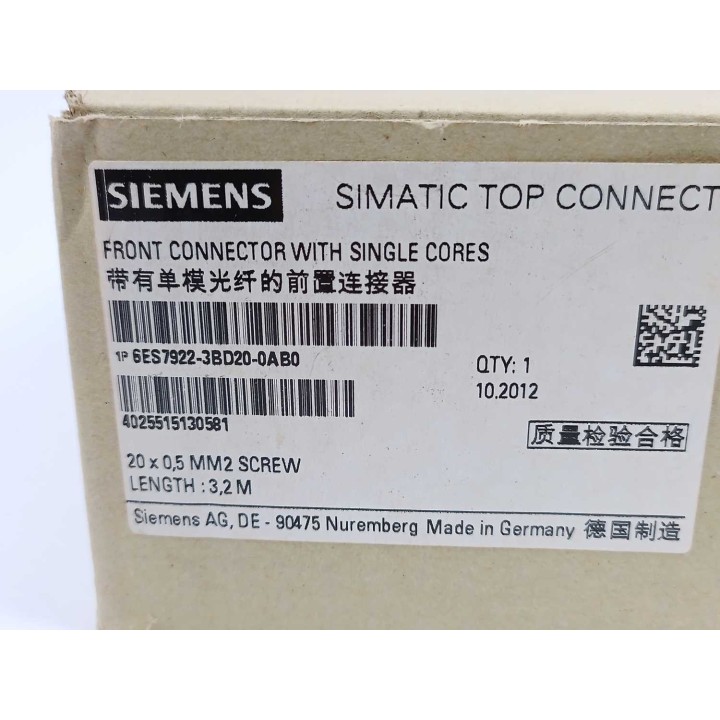 SIEMENS SIMATIC TOP CONNECT
FRONT CONNECTOR WITH SINGLE CORES
带有单模光纤的前置连接器
1P 6ES7922-3BD20-0AB0
QTY: 1
10.2012
4025515130581
质量检验合格
20 x 0,5 MM2 SCREW
LENGTH : 3,2 M
Siemens AG, DE - 90475 Nuremberg Made in Germany 德国制造